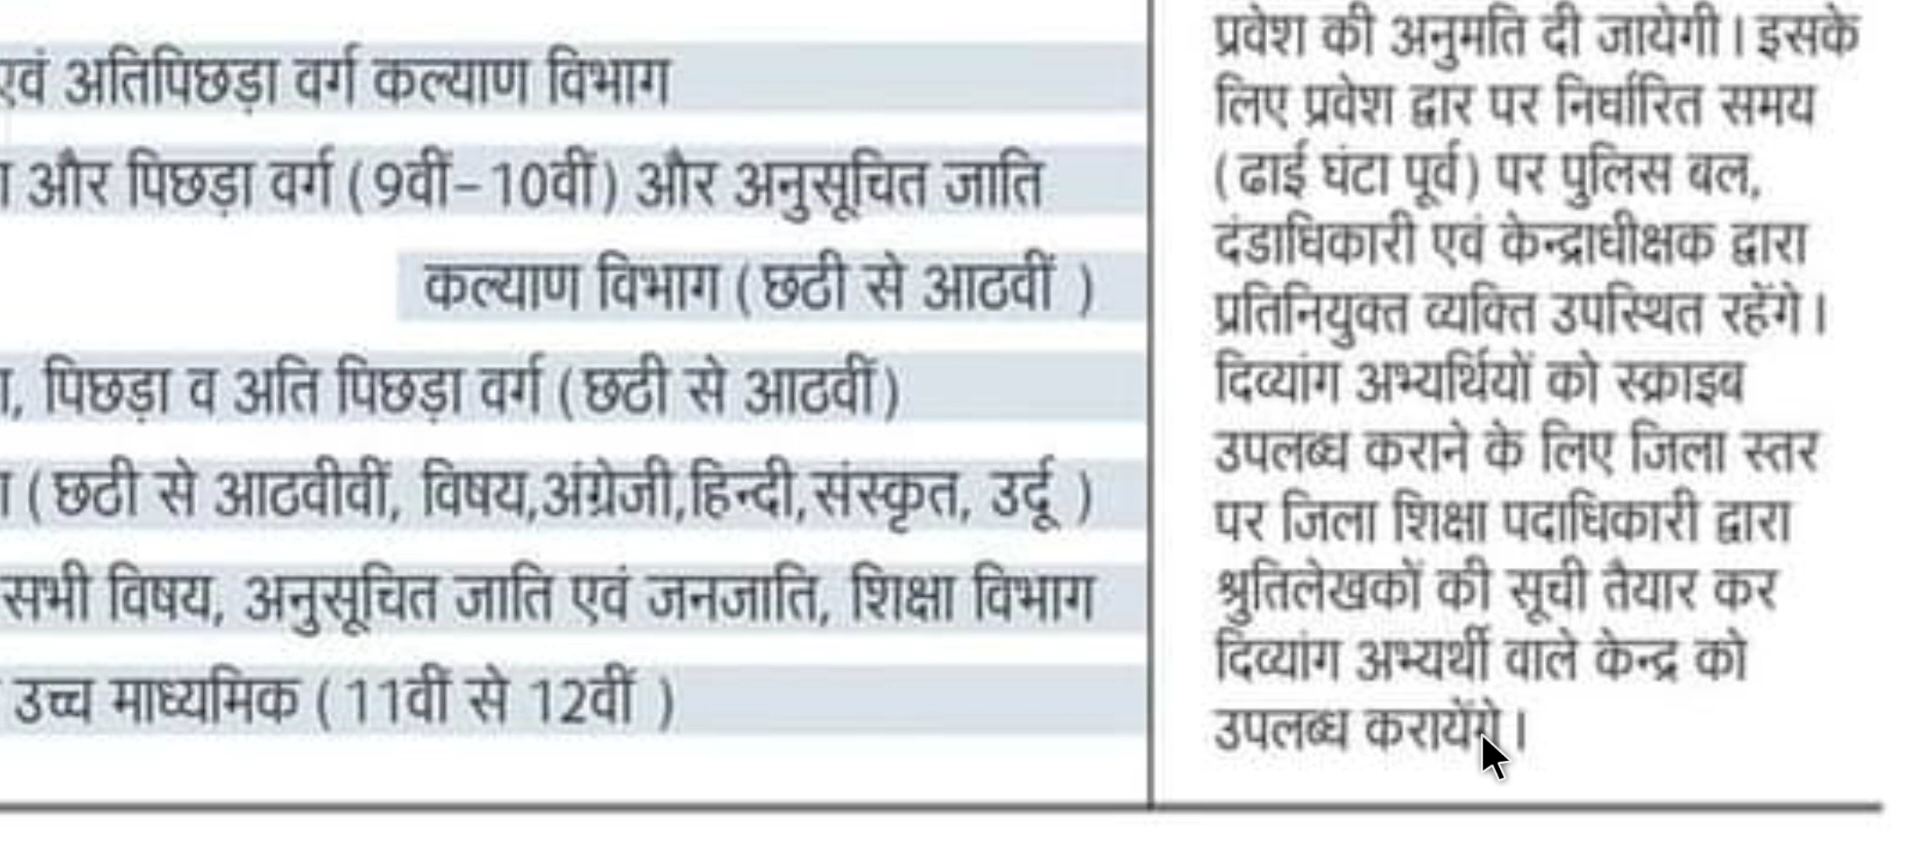 एवं अतिपिछड़ा वर्ग कल्याण विभाग
और पिछड़ा वर्ग (9वीं-10वीं) और अनुसूचित जाति
कल्याण विभाग (छठी से आठवीं )
पिछड़ा व अति पिछड़ा वर्ग (छठी से आठवीं)
(छठी से आठवीवीं, विषय,अंग्रेजी,हिन्दी,संस्कृत, उर्दू )
सभी विषय, अनुसूचित जाति एवं जनजाति, शिक्षा विभाग
उच्च माध्यमिक (11वीं से 12वीं )
प्रवेश की अनुमति दी जायेगी। इसके
लिए प्रवेश द्वार पर निर्धारित समय
(ढाई घंटा पूर्व) पर पुलिस बल,
दंडाधिकारी एवं केन्द्राधीक्षक द्वारा
प्रतिनियुक्त व्यक्ति उपस्थित रहेंगे।
दिव्यांग अभ्यर्थियों को स्क्राइब
उपलब्ध कराने के लिए जिला स्तर
पर जिला शिक्षा पदाधिकारी द्वारा
श्रुतिलेखकों की सूची तैयार कर
दिव्यांग अभ्यर्थी वाले केन्द्र को
उपलब्ध करायेंगे।